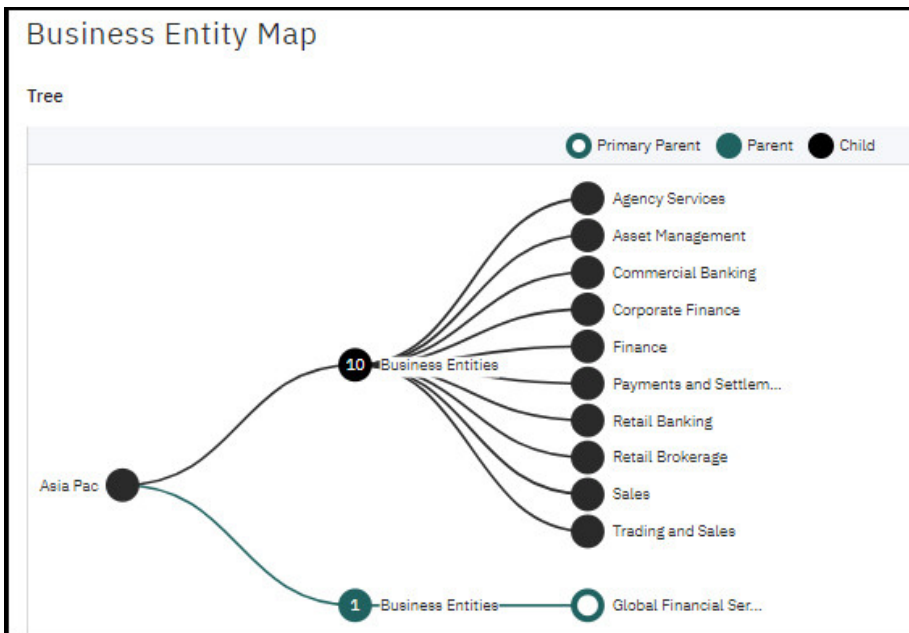 Business Entity Map
Tree
Primary Parent Parent Child
Agency Services
Asset Management
Commercial Banking
Corporate Finance
10 Business Entities
Finance
Payments and Settlem...
Retail Banking
Retail Brokerage
Sales
Asia Pac
Trading and Sales
1 Business Entities Global Financial Ser...